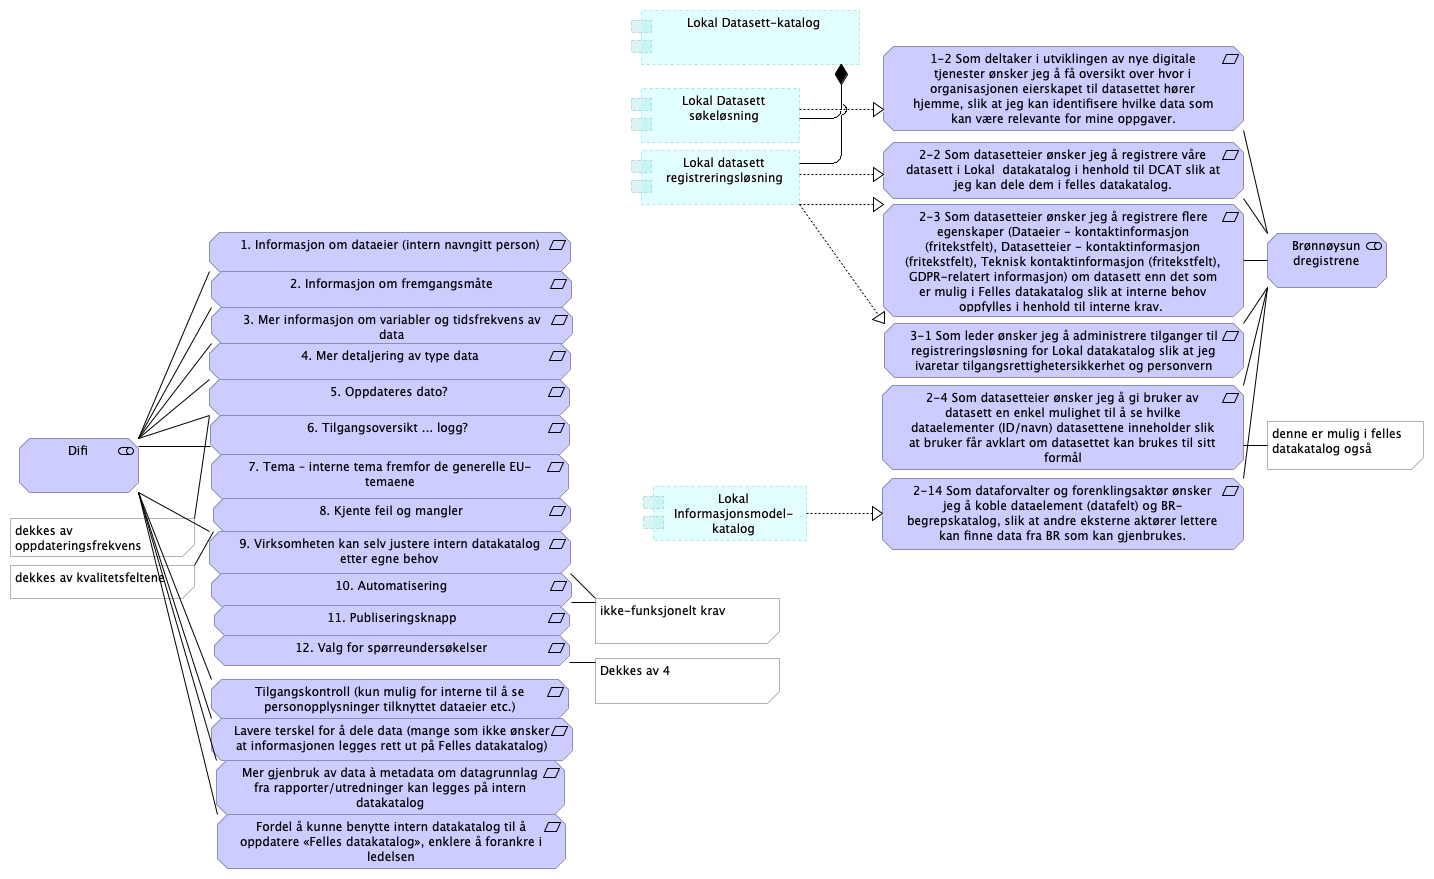 Lokal Datasett-katalog
Lokal Datasett
søkeløsning
Lokal datasett
registreringsløsning
1-2 Som deltaker i utviklingen av nye digitale
tjenester ønsker jeg å få oversikt over hvor i
organisasjonen eierskapet til datasettet hører
hjemme, slik at jeg kan identifisere hvilke data som
kan være relevante for mine oppgaver.
2-2 Som datasetteier ønsker jeg å registrere våre
datasett i Lokal datakatalog i henhold til DCAT slik at
jeg kan dele dem i felles datakatalog.
2-3 Som datasetteier ønsker jeg å registrere flere
egenskaper (Dataeier - kontaktinformasjon
(fritekstfelt), Datasetteier - kontaktinformasjon
(fritekstfelt), Teknisk kontaktinformasjon (fritekstfelt),
GDPR-relatert informasjon) om datasett enn det som
er mulig i Felles datakatalog slik at interne behov
oppfylles i henhold til interne krav.
3-1 Som leder ønsker jeg å administrere tilganger til
registreringsløsning for Lokal datakatalog slik at jeg
ivaretar tilgangsrettighetersikkerhet og personvern
2-4 Som datasetteier ønsker jeg å gi bruker av
datasett en enkel mulighet til å se hvilke
dataelementer (ID/navn) datasettene inneholder slik
at bruker får avklart om datasettet kan brukes til sitt
formål
2-14 Som dataforvalter og forenklingsaktør ønsker
jeg å koble dataelement (datafelt) og BR-
begrepskatalog, slik at andre eksterne aktører lettere
kan finne data fra BR som kan gjenbrukes.
Brønnøysun
dregistrene
denne er mulig i felles
datakatalog også
Lokal
Informasjonsmodel-
katalog
1. Informasjon om dataeier (intern navngitt person)
2. Informasjon om fremgangsmåte
3. Mer informasjon om variabler og tidsfrekvens av
data
4. Mer detaljering av type data
5. Oppdateres dato?
6. Tilgangsoversikt ... logg?
7. Tema - interne tema fremfor de generelle EU-
temaene
8. Kjente feil og mangler
9. Virksomheten kan selv justere intern datakatalog
etter egne behov
10. Automatisering
11. Publiseringsknapp
12. Valg for spørreundersøkelser
Tilgangskontroll (kun mulig for interne til å se
personopplysninger tilknyttet dataeier etc.)
Lavere terskel for å dele data (mange som ikke ønsker
at informasjonen legges rett ut på Felles datakatalog)
Mer gjenbruk av data à metadata om datagrunnlag
fra rapporter/utredninger kan legges på intern
datakatalog
Fordel å kunne benytte intern datakatalog til å
oppdatere «Felles datakatalog», enklere å forankre i
ledelsen
Difi
dekkes av
oppdateringsfrekvens
dekkes av kvalitetsfeltene
ikke-funksjonelt krav
Dekkes av 4